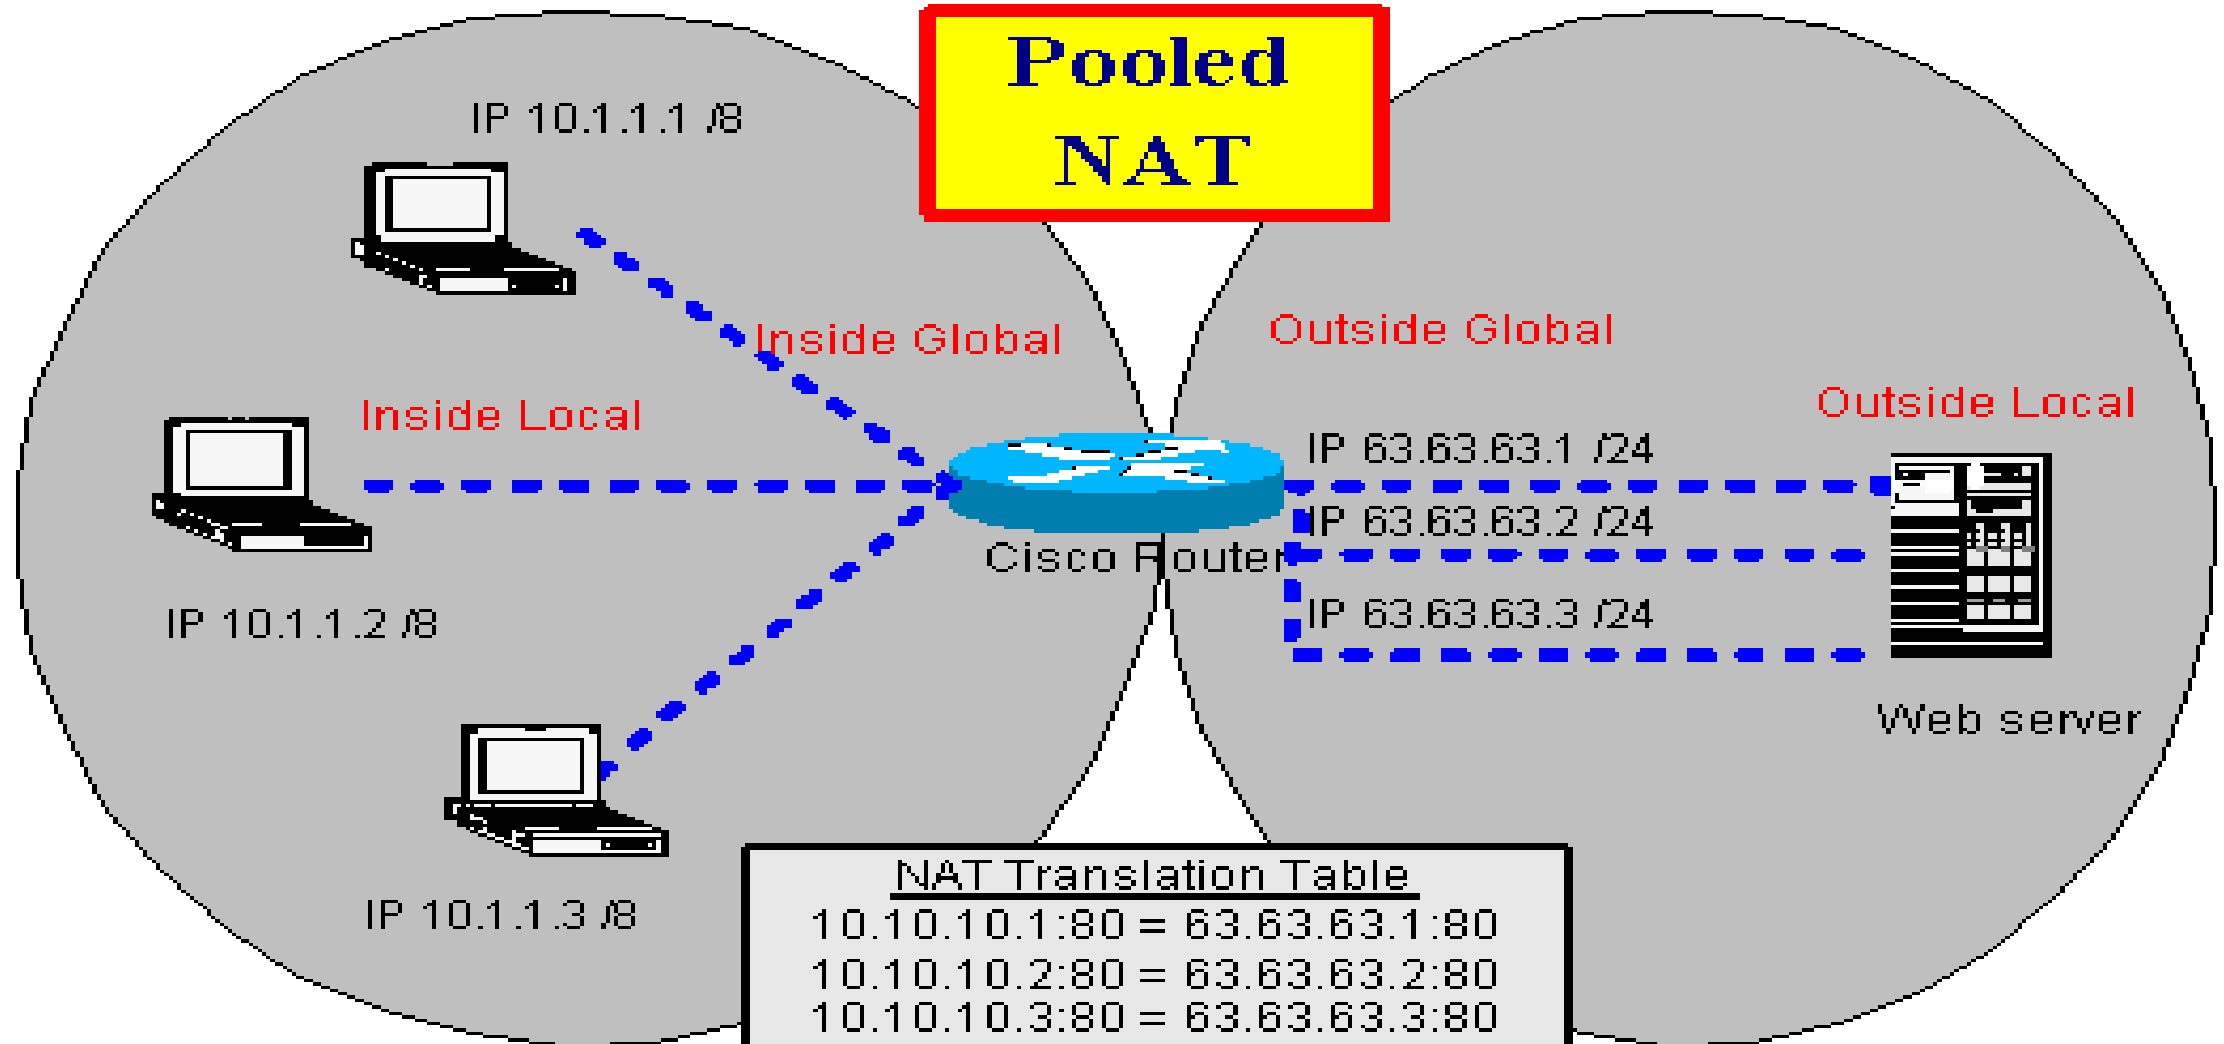 Pooled
NAT
IP 10.1.1.1 /8
Inside Global
Outside Global
Inside Local
Outside Local
IP 63.63.63.1 /24
IP 63.63.63.2 /24
Cisco Router
IP 10.1.1.2 /8
IP 63.63.63.3 /24
Web server
IP 10.1.1.3 /8
NAT Translation Table
10.10.10.1:80 = 63.63.63.1:80
10.10.10.2:80 = 63.63.63.2:80
10.10.10.3:80 = 63.63.63.3:80